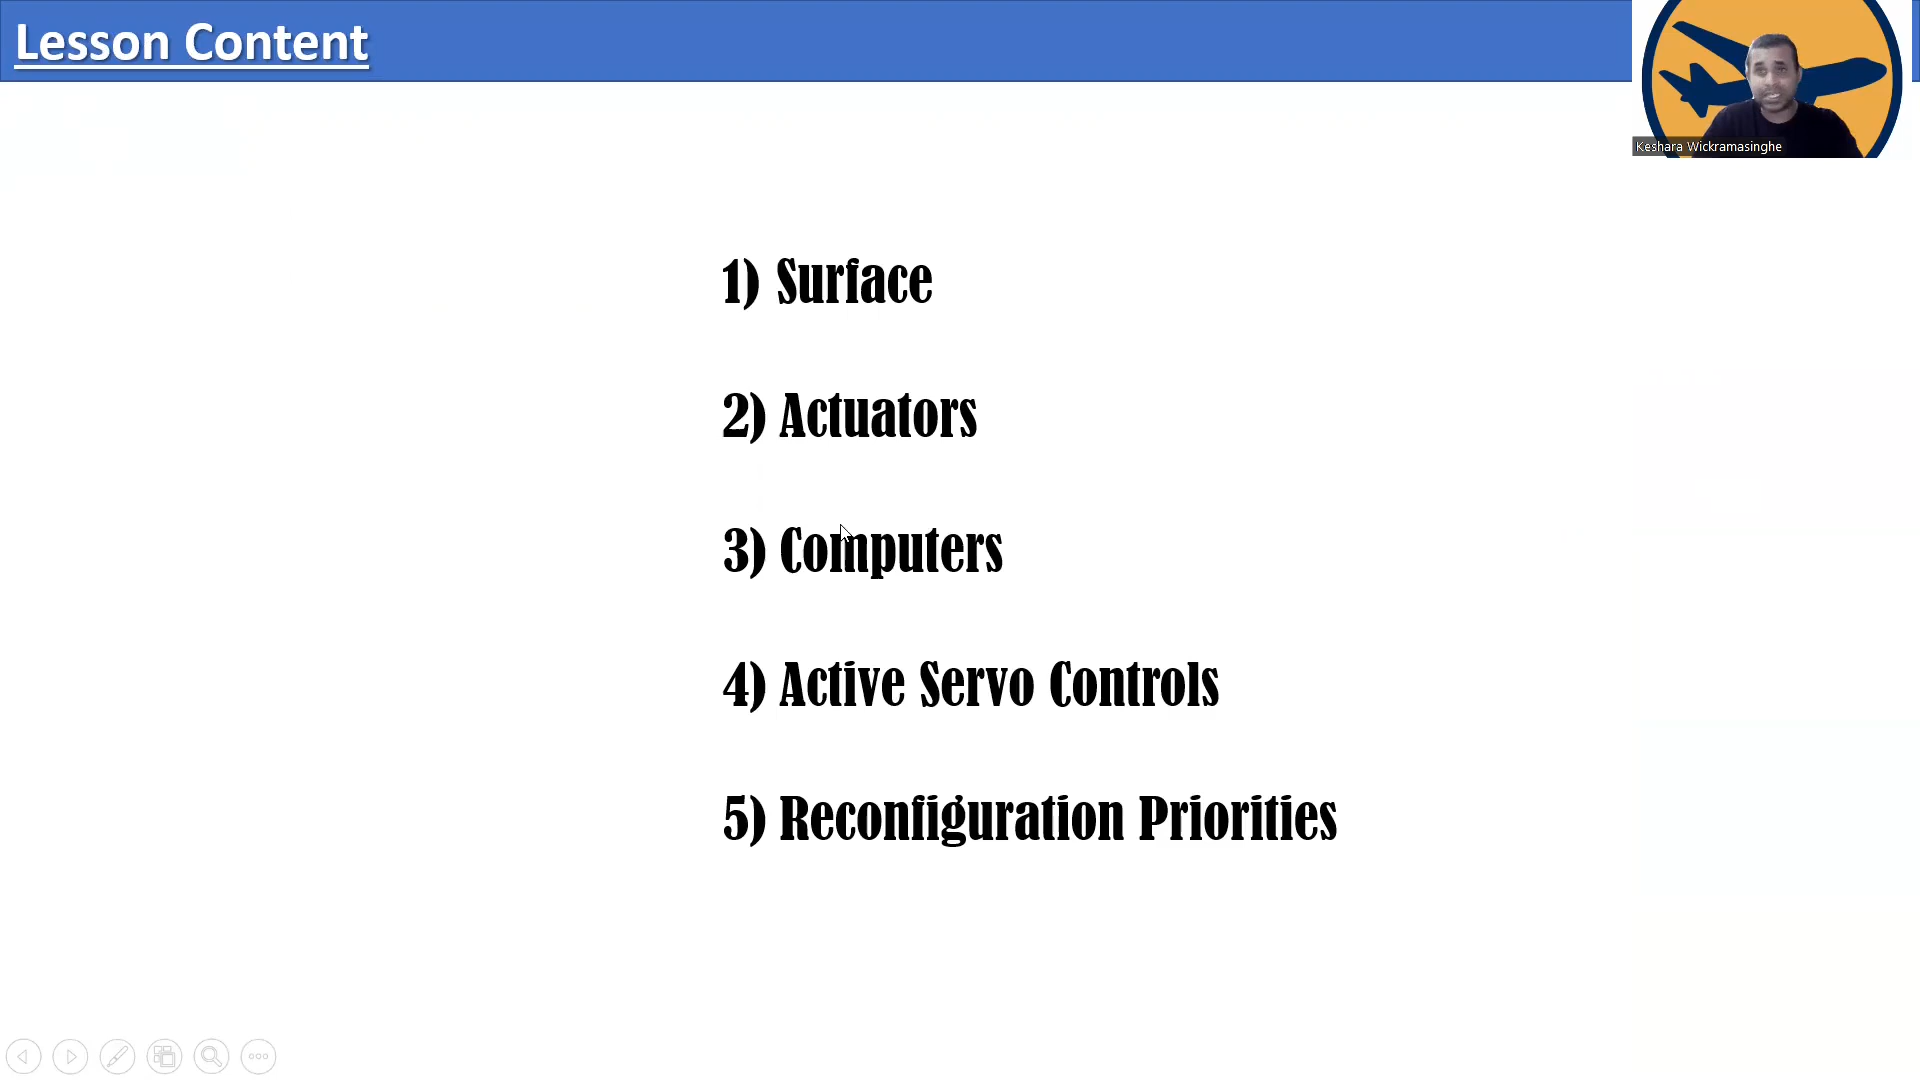 Lesson Content
Keshara Wickramasinghe
1) Surface
2) Actuators
3) Computers
4) Active Servo Controls
5) Reconfiguration Priorities